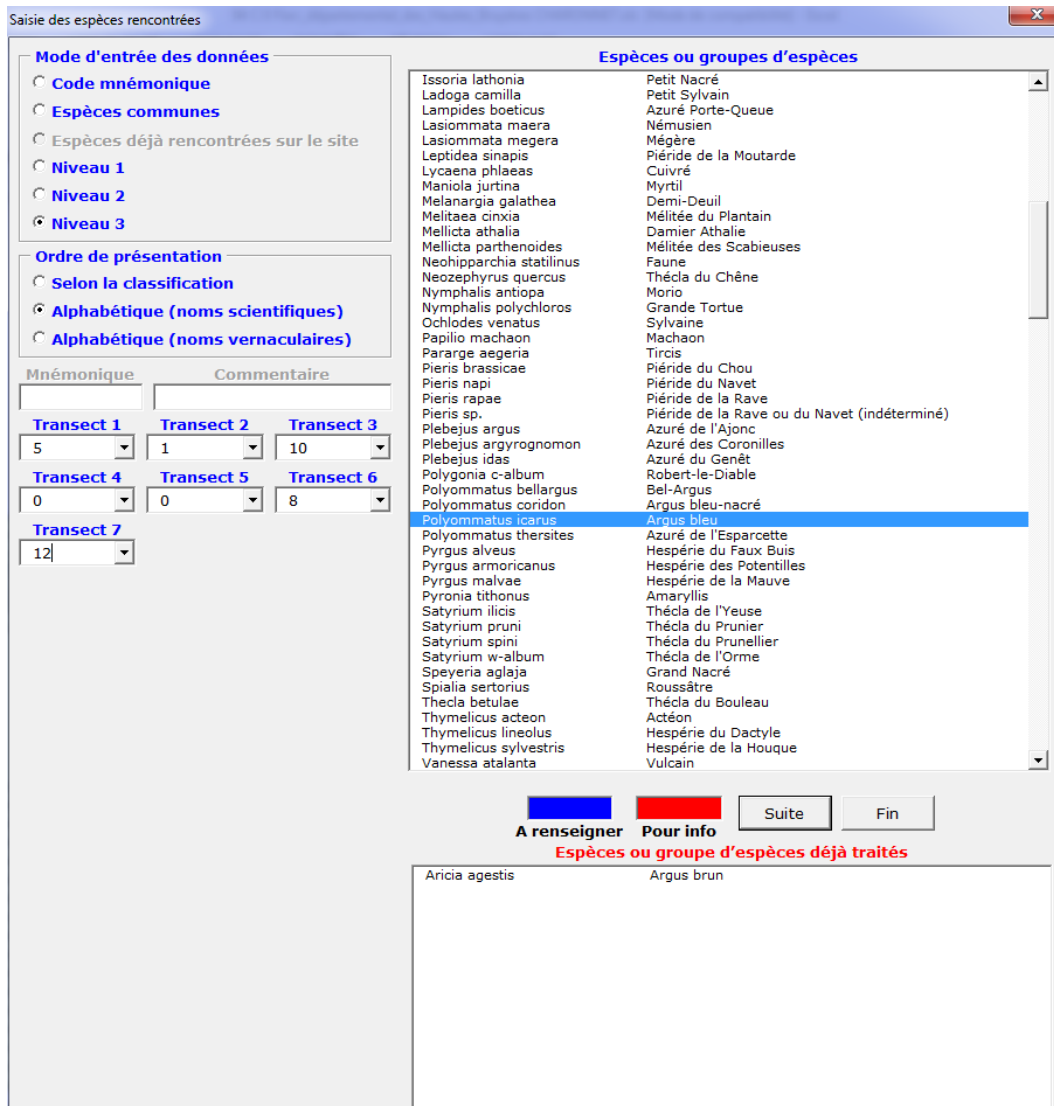 Saisie des espèces rencontrées
Mode d'entrée des données
Code mnémonique
Espèces communes
Espèces déjà rencontrées sur le site
Niveau 1
Niveau 2
Niveau 3
Ordre de présentation
Selon la classification
Alphabétique (noms scientifiques)
Alphabétique (noms vernaculaires)
Mnémonique Commentaire
Transect 1 Transect 2 Transect 3
5 1 10
Transect 4 Transect 5 Transect 6
0 0 8
Transect 7
12
Espèces ou groupes d’espèces
Issoria lathonia Petit Nacré
Ladoga camilla Petit Sylvain
Lampides boeticus Azuré Porte-Queue
Lasiommata maera Némusien
Lasiommata megera Mégère
Leptidea sinapis Piéride de la Moutarde
Lycaena phlaeas Cuivré
Maniola jurtina Myrtil
Melanargia galathea Demi-Deuil
Melitaea cinxia Mélitée du Plantain
Mellicta athalia Damier Athalie
Mellicta parthenoides Mélitée des Scabieuses
Neohipparchia statilinus Faune
Neozephyrus quercus Thécla du Chêne
Nymphalis antiopa Morio
Nymphalis polychloros Grande Tortue
Ochlodes venatus Sylvaine
Papilio machaon Machaon
Pararge aegeria Tircis
Pieris brassicae Piéride du Chou
Pieris napi Piéride du Navet
Pieris rapae Piéride de la Rave
Pieris sp. Piéride de la Rave ou du Navet (indéterminé)
Plebejus argus Azuré de l'Ajonc
Plebejus argyrognomon Azuré des Coronilles
Plebejus idas Azuré du Genêt
Polygonia c-album Robert-le-Diable
Polyommatus bellargus Bel-Argus
Polyommatus coridon Argus bleu-nacré
Polyommatus icarus Argus bleu
Polyommatus thersites Azuré de l'Esparcette
Pyrgus alveus Hespérie du Faux Buis
Pyrgus armoricanus Hespérie des Potentilles
Pyrgus malvae Hespérie de la Mauve
Pyronia tithonus Amaryllis
Satyrium ilicis Thécla de l'Yeuse
Satyrium pruni Thécla du Prunier
Satyrium spini Thécla du Prunellier
Satyrium w-album Thécla de l'Orme
Speyeria aglaja Grand Nacré
Spialia sertorius Roussâtre
Thecla betulae Thécla du Bouleau
Thymelicus acteon Actéon
Thymelicus lineolus Hespérie du Dactyle
Thymelicus sylvestris Hespérie de la Houque
Vanessa atalanta Vulcain
Suite Fin
A renseigner Pour info
Espèces ou groupe d’espèces déjà traités
Aricia agestis Argus brun